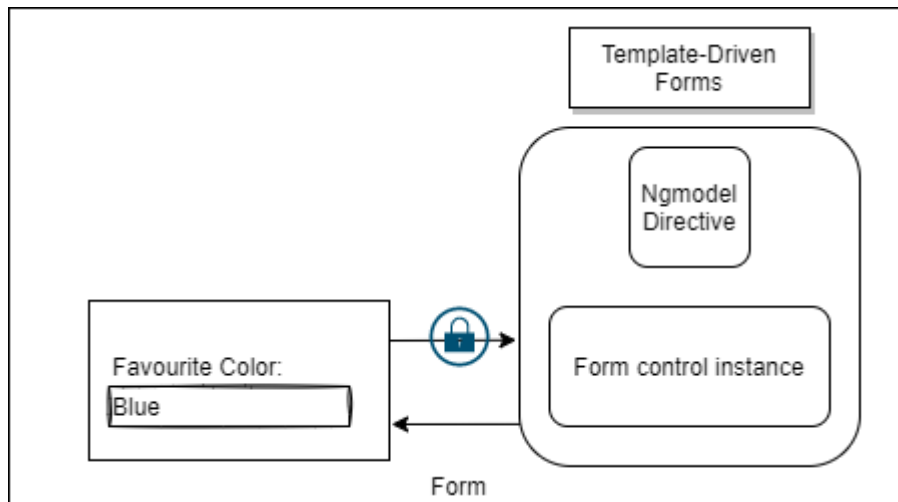 Template-Driven
Forms
Ngmodel
Directive
Form control instance
Favourite Color:
Blue
Form